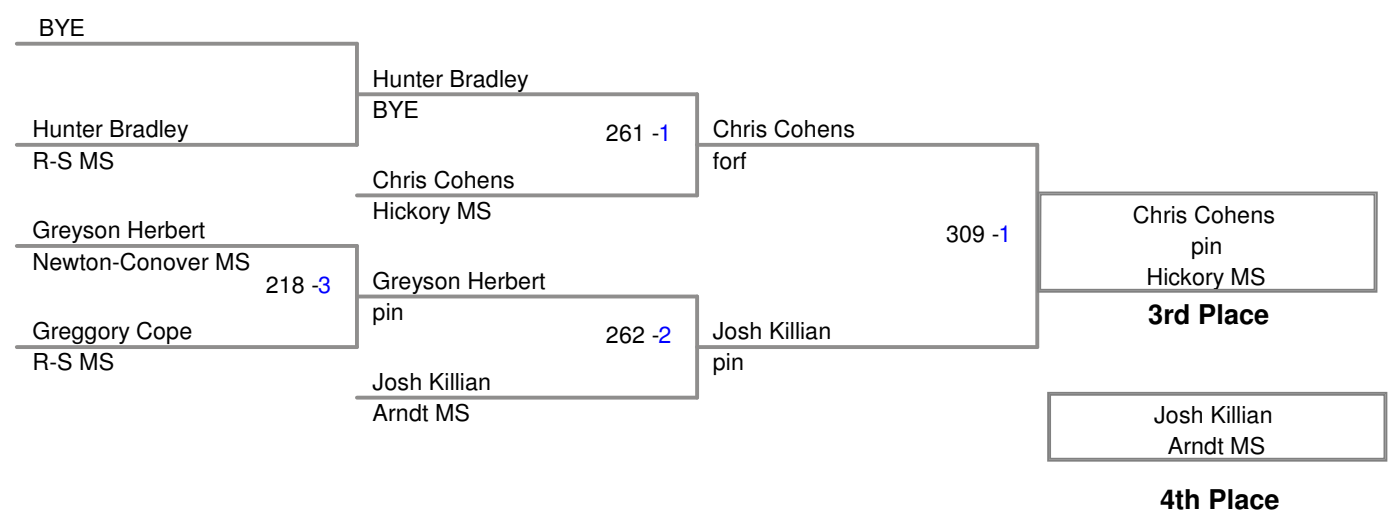 BYE
Hunter Bradley
R-S MS
Greyson Herbert
Newton-Conover MS
218 -3
Greggory Cope
R-S MS
Hunter Bradley
BYE
261 -1
Chris Cohens
Hickory MS
Greyson Herbert
pin
262 -2
Josh Killian
Arndt MS
Chris Cohens
forf
309 -1
Josh Killian
pin
Chris Cohens
pin
Hickory MS
3rd Place
Josh Killian
Arndt MS
4th Place